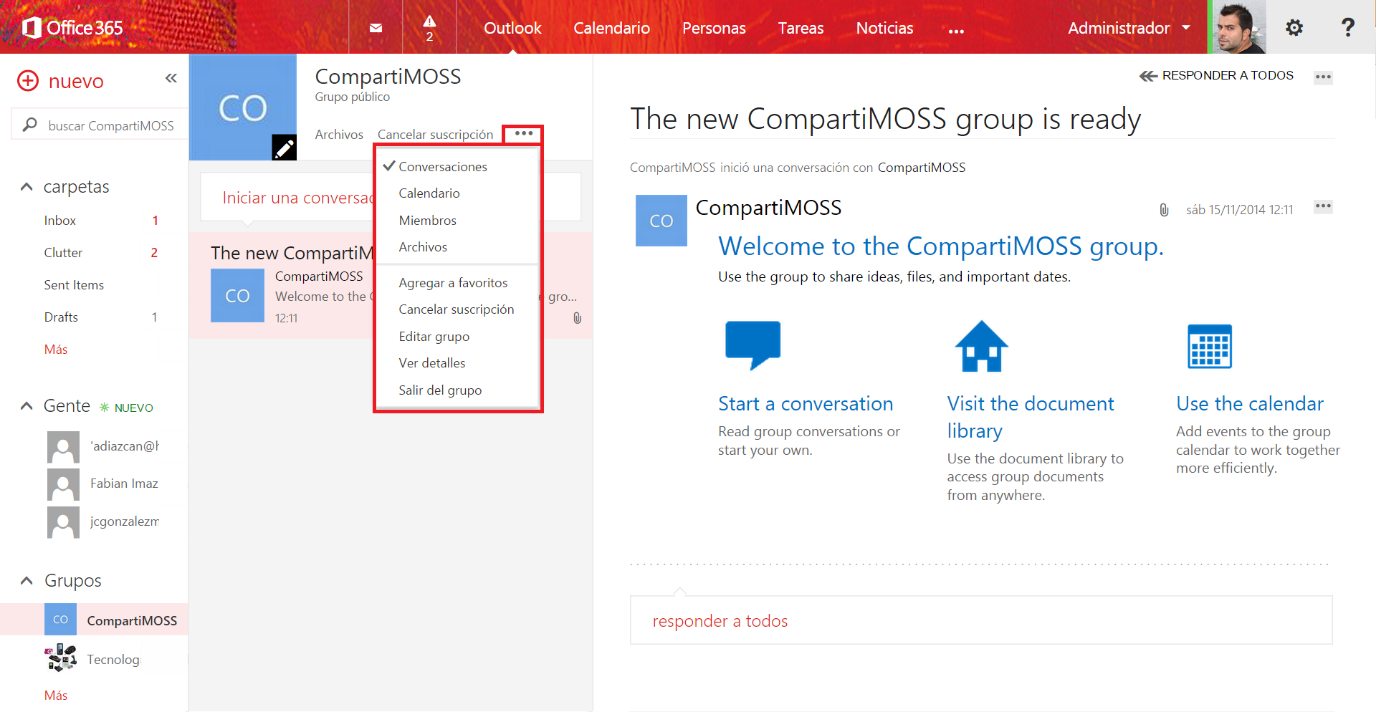 Office 365
2
Outlook
Calendario
Personas
Tareas
Noticias
...
Administrador
?
nuevo
«
buscar CompartiMOSS
carpetas
Inbox 1
Clutter 2
Sent Items
Drafts 1
Más
Gente NUEVO
'adiazcan@h
Fabian Imaz
jcgonzalezm
Grupos
CO CompartiMOSS
Tecnolog
Más
CO
CompartiMOSS
Grupo público
Archivos Cancelar suscripción ...
Conversaciones
Calendario
Miembros
Archivos
Agregar a favoritos
Cancelar suscripción
Editar grupo
Ver detalles
Salir del grupo
Iniciar una conversac
The new CompartiM
CO
CompartiMOSS
Welcome to the gro...
12:11
RESPONDER A TODOS ...
The new CompartiMOSS group is ready
CompartiMOSS inició una conversación con CompartiMOSS
CO
CompartiMOSS
sáb 15/11/2014 12:11 ...
Welcome to the CompartiMOSS group.
Use the group to share ideas, files, and important dates.
Start a conversation
Read group conversations or
start your own.
Visit the document
library
Use the document library to
access group documents
from anywhere.
Use the calendar
Add events to the group
calendar to work together
more efficiently.
responder a todos